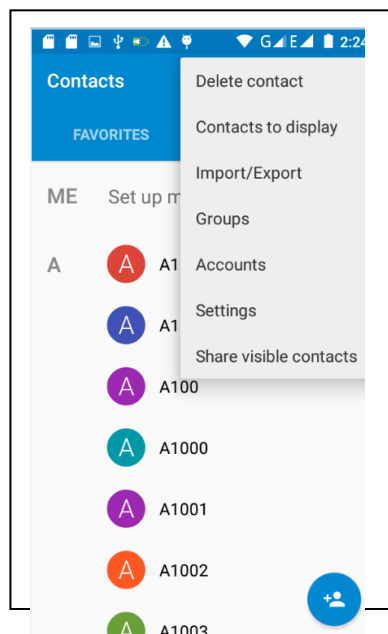 G E 2:24
Contacts
Delete contact
FAVORITES
Contacts to display
Import/Export
ME Set up m
Groups
A A A1
Accounts
A A1
Settings
Share visible contacts
A A100
A A1000
A A1001
A A1002
A A1003